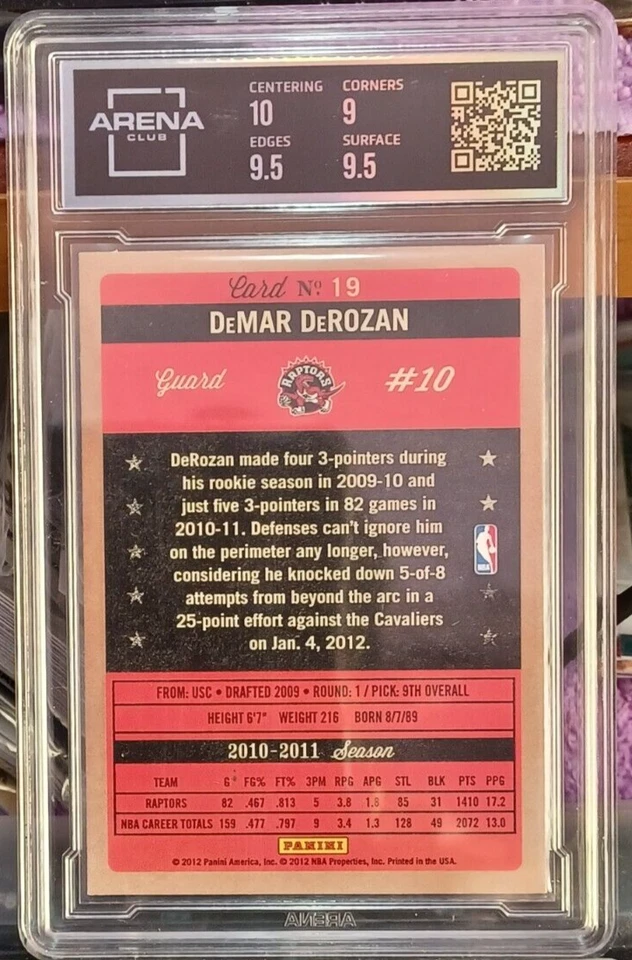 ARENA
CLUB
CENTERING CORNERS
10 9
EDGES SURFACE
9.5 9.5
Card Nº 19
DEMAR DEROZAN
Guard
RAPTORS
#10
DeRozan made four 3-pointers during
his rookie season in 2009-10 and
just five 3-pointers in 82 games in
2010-11. Defenses can't ignore him
on the perimeter any longer, however,
considering he knocked down 5-of-8
attempts from beyond the arc in a
25-point effort against the Cavaliers
on Jan. 4, 2012.
NBA
FROM: USC • DRAFTED 2009 • ROUND: 1 / PICK: 9TH OVERALL
HEIGHT 6'7" WEIGHT 216 BORN 8/7/89
2010-2011 Season
TEAM G FG% FT% 3PM RPG APG STL BLK PTS PPG
RAPTORS 82 .467 .813 5 3.8 1.8 85 31 1410 17.2
NBA CAREER TOTALS 159 .477 .797 9 3.4 1.3 128 49 2072 13.0
PANINI
© 2012 Panini America, Inc. © 2012 NBA Properties, Inc. Printed in the USA.
ARENA